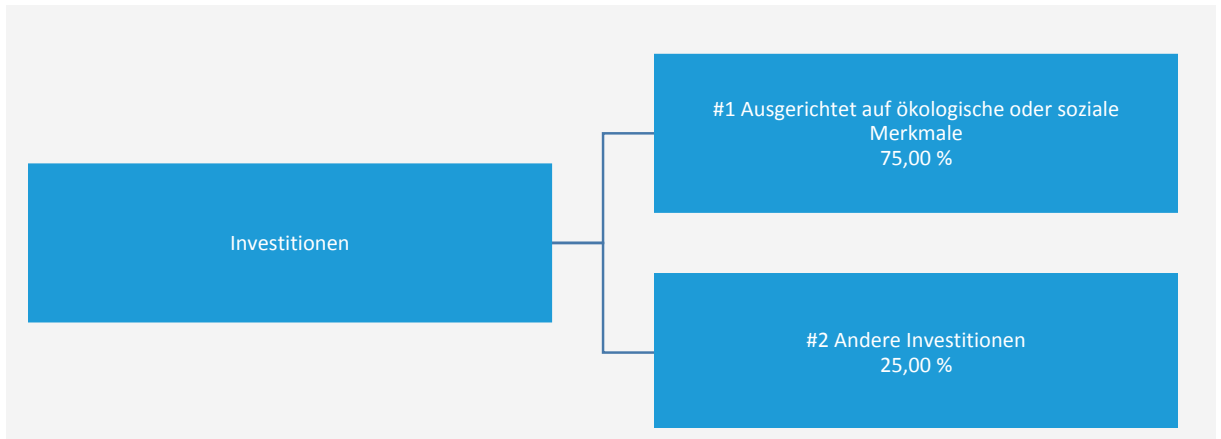 Investitionen
#1 Ausgerichtet auf ökologische oder soziale
Merkmale
75,00 %
#2 Andere Investitionen
25,00 %